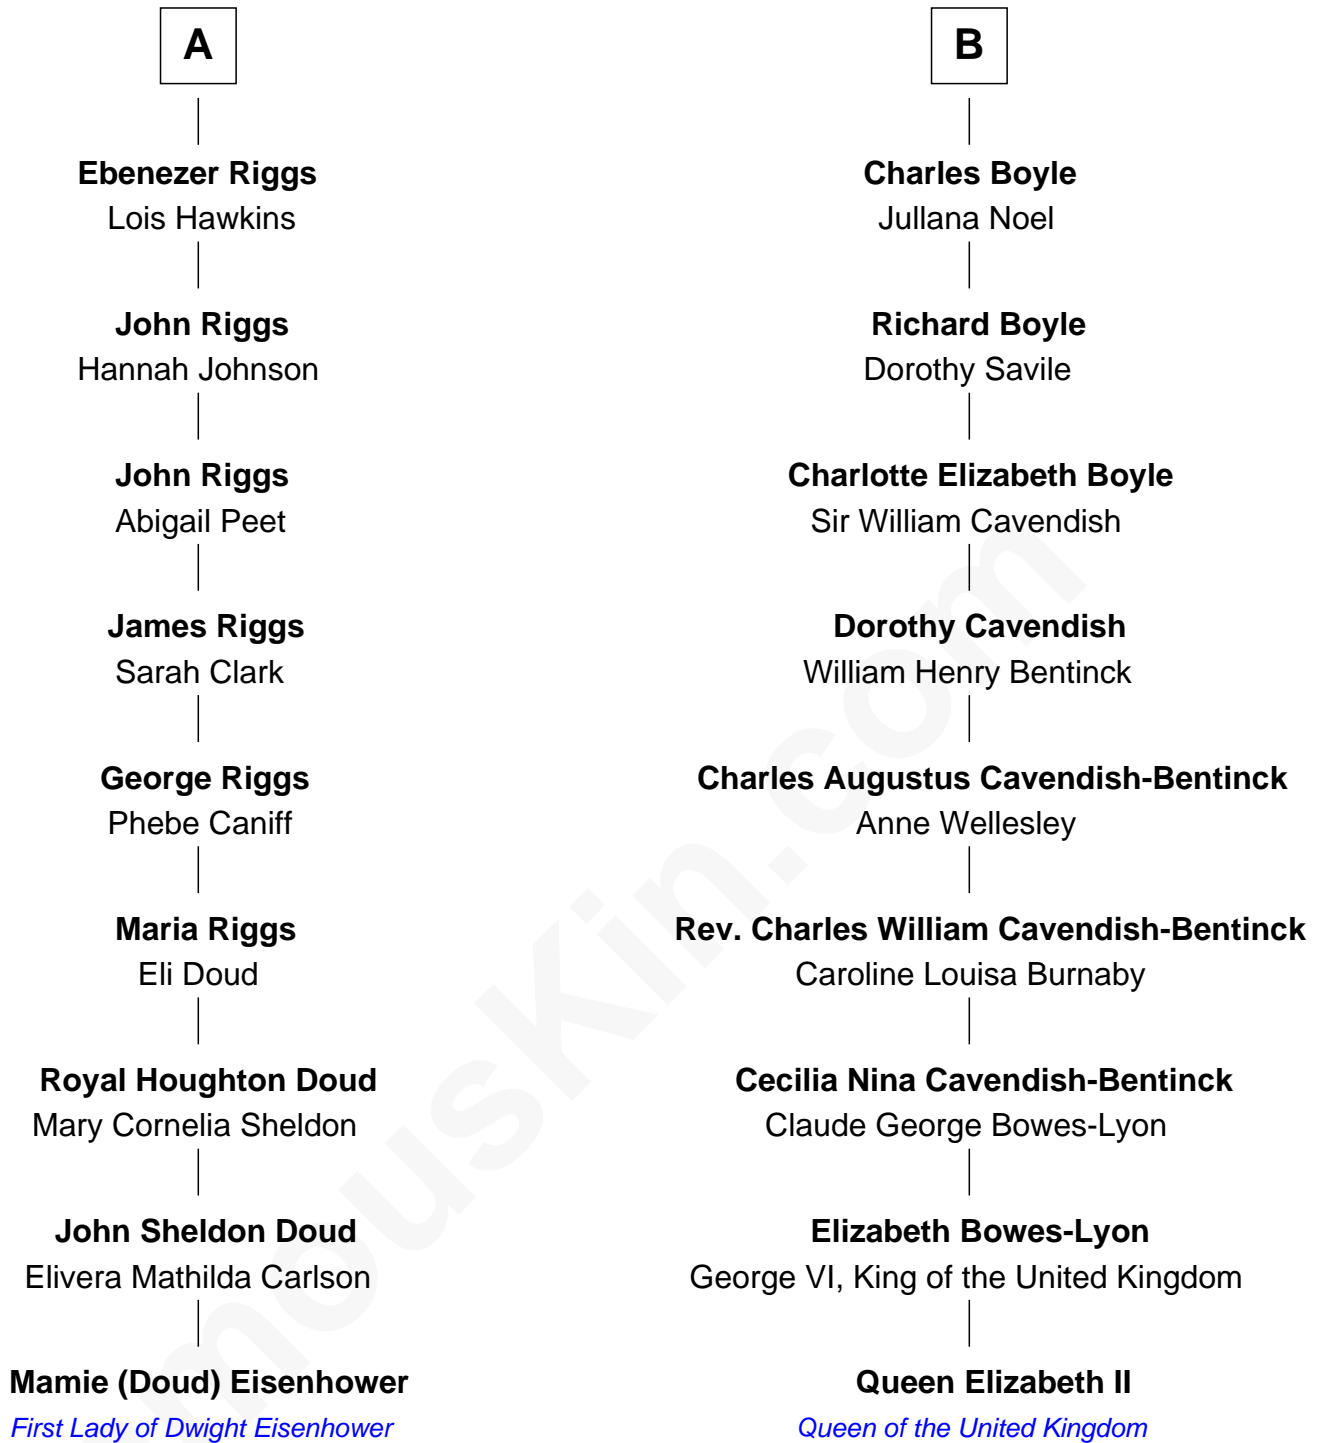 A
Ebenezer Riggs
Lois Hawkins
John Riggs
Hannah Johnson
John Riggs
Abigail Peet
James Riggs
Sarah Clark
George Riggs
Phebe Caniff
Maria Riggs
Eli Doud
Royal Houghton Doud
Mary Cornelia Sheldon
John Sheldon Doud
Elivera Mathilda Carlson
Mamie (Doud) Eisenhower
First Lady of Dwight Eisenhower
B
Charles Boyle
Jullana Noel
Richard Boyle
Dorothy Savile
Charlotte Elizabeth Boyle
Sir William Cavendish
Dorothy Cavendish
William Henry Bentinck
Charles Augustus Cavendish-Bentinck
Anne Wellesley
Rev. Charles William Cavendish-Bentinck
Caroline Louisa Burnaby
Cecilia Nina Cavendish-Bentinck
Claude George Bowes-Lyon
Elizabeth Bowes-Lyon
George VI, King of the United Kingdom
Queen Elizabeth II
Queen of the United Kingdom
mousKin.com